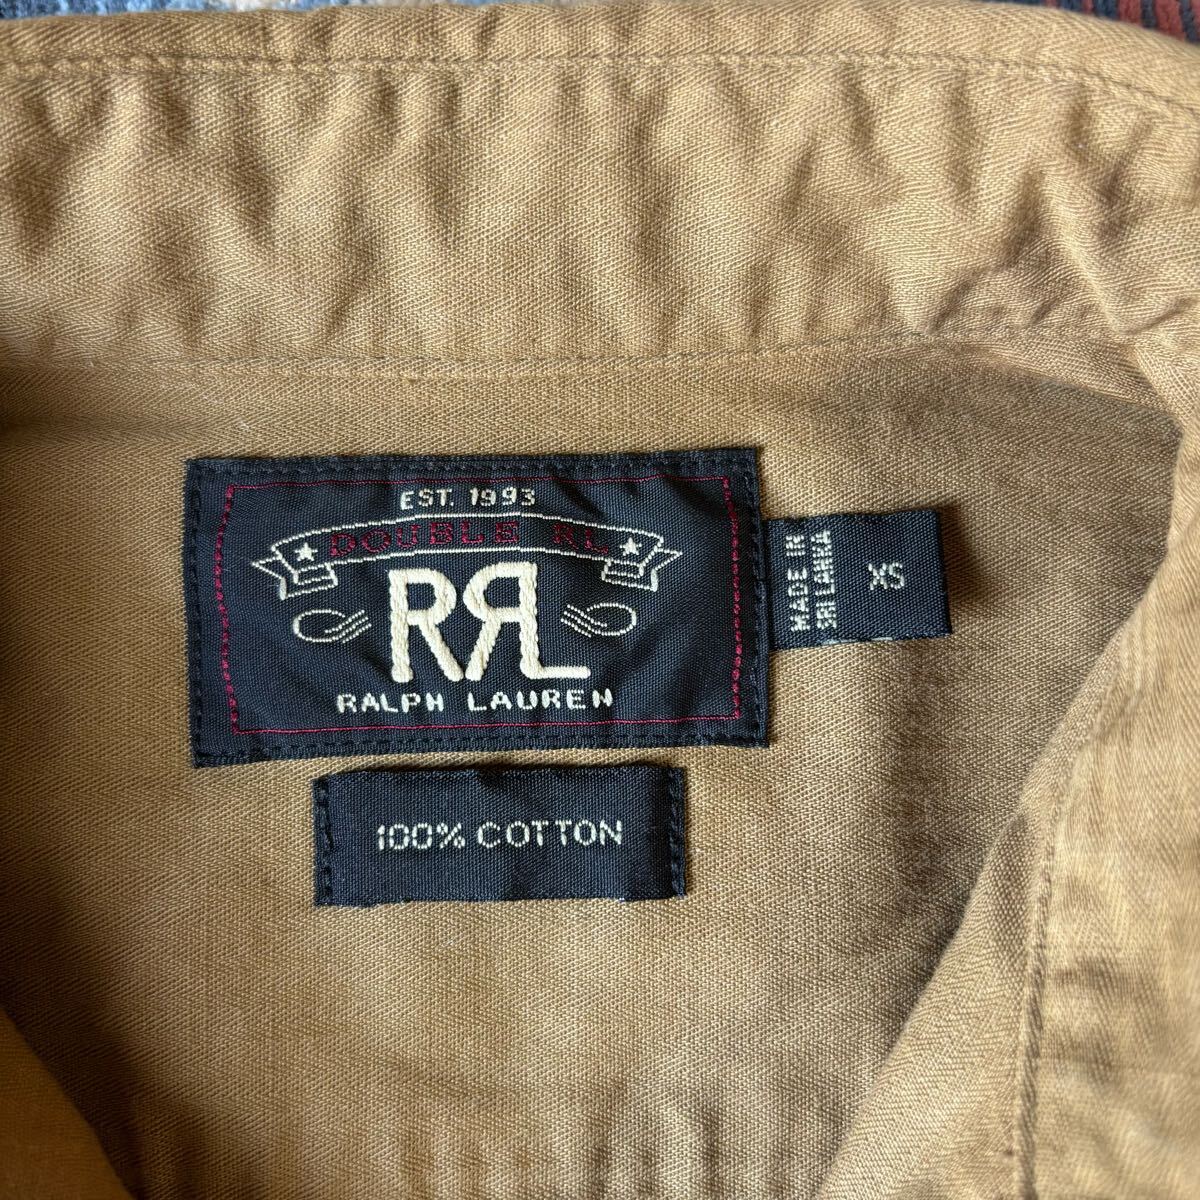 EST. 1993
DOUBLE RL
RRL
RALPH LAUREN
MADE IN
SRI LANKA
XS
100% COTTON